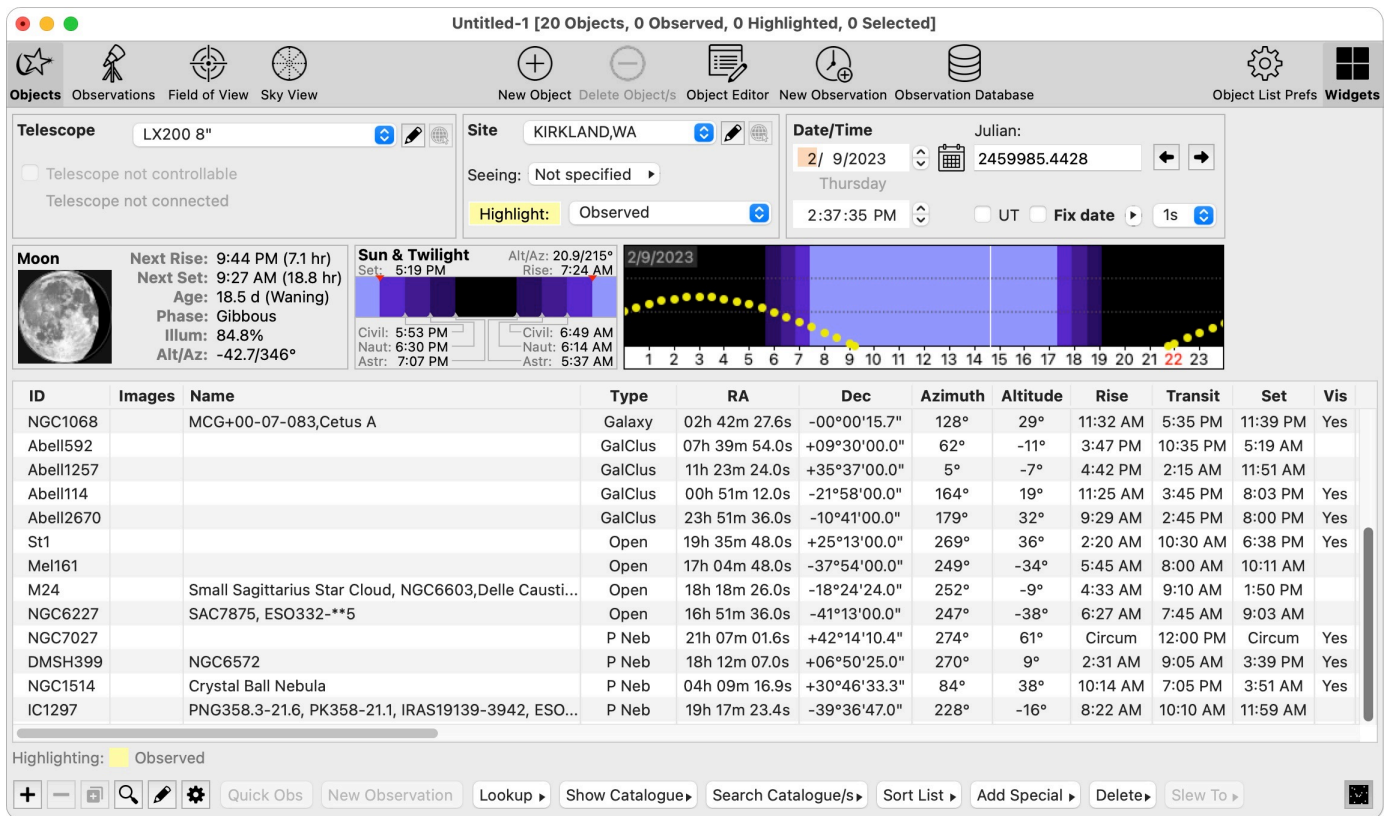 Untitled-1 [20 Objects, 0 Observed, 0 Highlighted, 0 Selected]
Objects Observations Field of View Sky View New Object Delete Object/s Object Editor New Observation Observation Database Object List Prefs Widgets
Telescope LX200 8"
Telescope not controllable
Telescope not connected
Site KIRKLAND,WA
Seeing: Not specified
Highlight: Observed
Date/Time Julian:
2/ 9/2023 2459985.4428
Thursday
2:37:35 PM UT Fix date 1s
Moon
Next Rise: 9:44 PM (7.1 hr)
Next Set: 9:27 AM (18.8 hr)
Age: 18.5 d (Waning)
Phase: Gibbous
Illum: 84.8%
Alt/Az: -42.7/346°
Sun & Twilight Alt/Az: 20.9/215°
Set: 5:19 PM Rise: 7:24 AM
Civil: 5:53 PM Civil: 6:49 AM
Naut: 6:30 PM Naut: 6:14 AM
Astr: 7:07 PM Astr: 5:37 AM
2/9/2023
1 2 3 4 5 6 7 8 9 10 11 12 13 14 15 16 17 18 19 20 21 22 23
ID Images Name Type RA Dec Azimuth Altitude Rise Transit Set Vis
NGC1068 MCG+00-07-083,Cetus A Galaxy 02h 42m 27.6s -00°00'15.7" 128° 29° 11:32 AM 5:35 PM 11:39 PM Yes
Abell592 GalClus 07h 39m 54.0s +09°30'00.0" 62° -11° 3:47 PM 10:35 PM 5:19 AM
Abell1257 GalClus 11h 23m 24.0s +35°37'00.0" 5° -7° 4:42 PM 2:15 AM 11:51 AM
Abell114 GalClus 00h 51m 12.0s -21°58'00.0" 164° 19° 11:25 AM 3:45 PM 8:03 PM Yes
Abell2670 GalClus 23h 51m 36.0s -10°41'00.0" 179° 32° 9:29 AM 2:45 PM 8:00 PM Yes
St1 Open 19h 35m 48.0s +25°13'00.0" 269° 36° 2:20 AM 10:30 AM 6:38 PM Yes
Mel161 Open 17h 04m 48.0s -37°54'00.0" 249° -34° 5:45 AM 8:00 AM 10:11 AM
M24 Small Sagittarius Star Cloud, NGC6603,Delle Causti... Open 18h 18m 26.0s -18°24'24.0" 252° -9° 4:33 AM 9:10 AM 1:50 PM
NGC6227 SAC7875, ESO332-**5 Open 16h 51m 36.0s -41°13'00.0" 247° -38° 6:27 AM 7:45 AM 9:03 AM
NGC7027 P Neb 21h 07m 01.6s +42°14'10.4" 274° 61° Circum 12:00 PM Circum Yes
DMSH399 NGC6572 P Neb 18h 12m 07.0s +06°50'25.0" 270° 9° 2:31 AM 9:05 AM 3:39 PM Yes
NGC1514 Crystal Ball Nebula P Neb 04h 09m 16.9s +30°46'33.3" 84° 38° 10:14 AM 7:05 PM 3:51 AM Yes
IC1297 PNG358.3-21.6, PK358-21.1, IRAS19139-3942, ESO... P Neb 19h 17m 23.4s -39°36'47.0" 228° -16° 8:22 AM 10:10 AM 11:59 AM
Highlighting: Observed
Quick Obs New Observation Lookup Show Catalogue Search Catalogue/s Sort List Add Special Delete Slew To